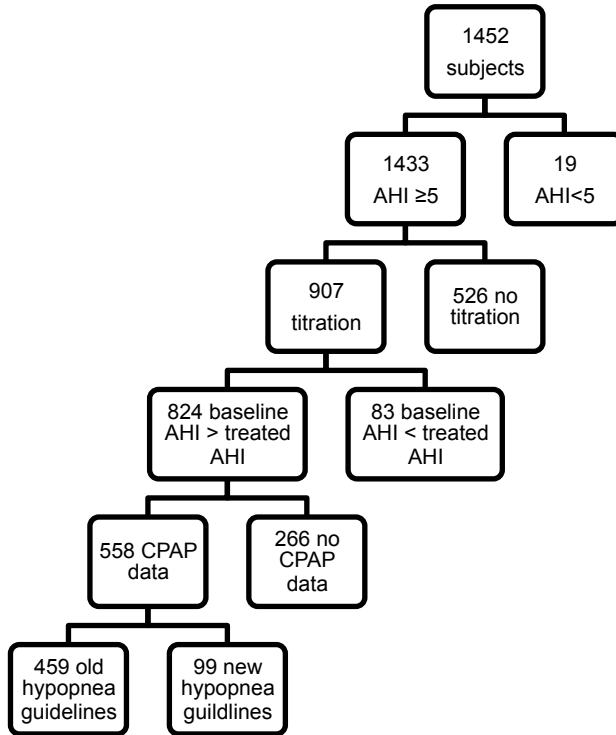 1452
subjects
1433
AHI ≥5
19
AHI<5
907
titration
526 no
titration
824 baseline
AHI > treated
AHI
83 baseline
AHI < treated
AHI
558 CPAP
data
266 no
CPAP
data
459 old
hypopnea
guidelines
99 new
hypopnea
guildlines